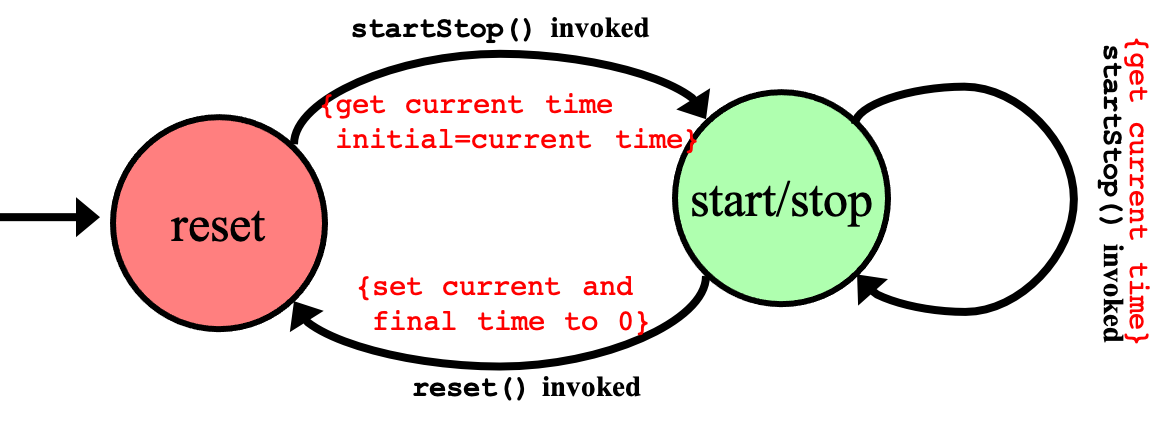 startStop() invoked
{get current time
initial=current time}
reset
start/stop
{set current and
final time to 0}
reset() invoked
startStop() invoked
{get current time}